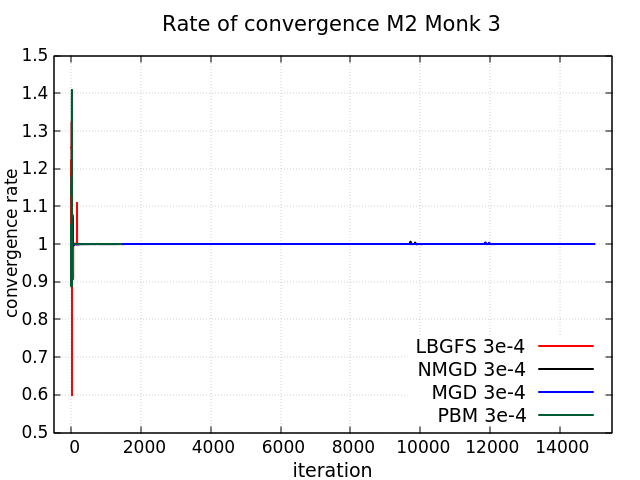 Rate of convergence M2 Monk 3
1.5
1.4
1.3
1.2
1.1
1
0.9
0.8
0.7
0.6
0.5
convergence rate
LBGFS 3e-4
NMGD 3e-4
MGD 3e-4
PBM 3e-4
0 2000 4000 6000 8000 10000 12000 14000
iteration